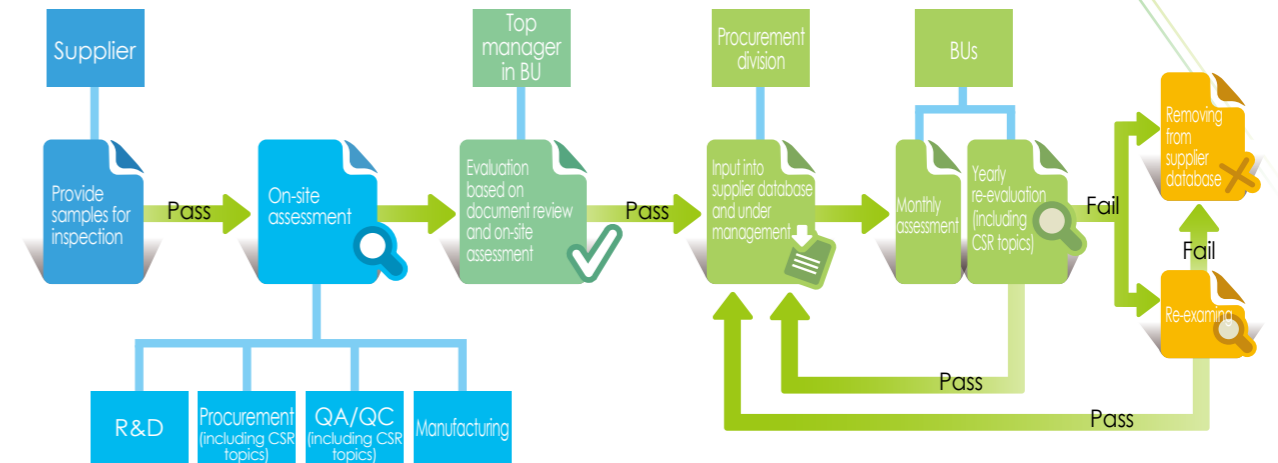 Supplier
Top
manager
in BU
Procurement
division
BUs
Provide
samples for
inspection
Pass
On-site
assessment
Evaluation
based on
document review
and on-site
assessment
Pass
Input into
supplier database
and under
management
Monthly
assessment
Yearly
re-evaluation
(including
CSR topics)
Fail
Removing
from
supplier
database
Fail
Re-examing
Pass
Pass
R&D
Procurement
(including CSR
topics)
QA/QC
(including CSR
topics)
Manufacturing